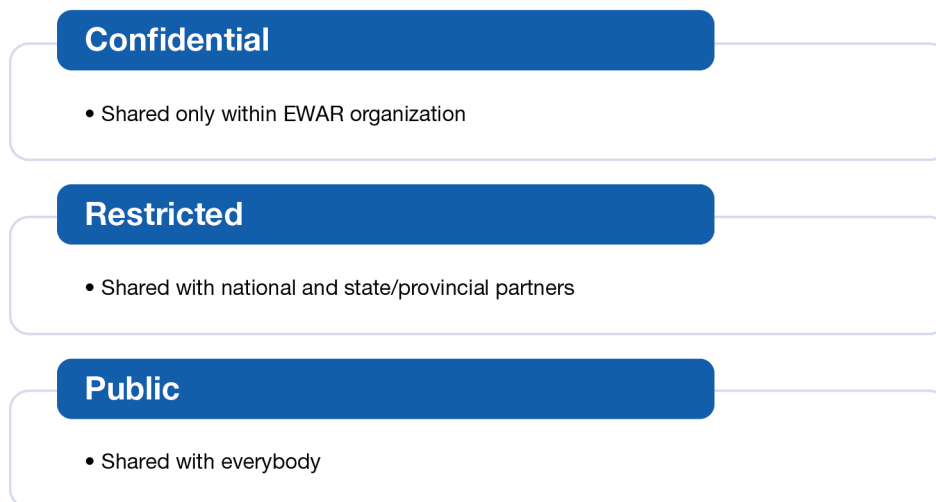 Confidential
• Shared only within EWAR organization
Restricted
• Shared with national and state/provincial partners
Public
• Shared with everybody